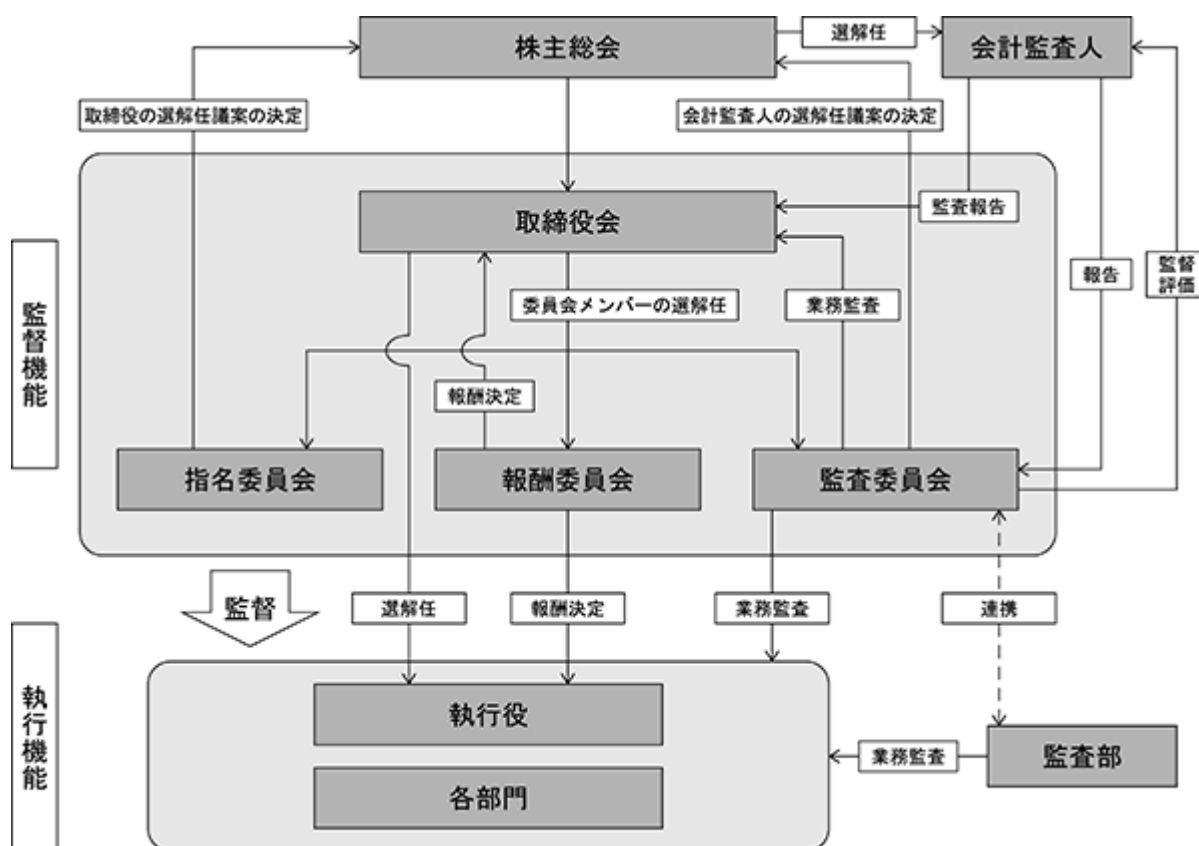 株主総会
選解任
会計監査人
取締役の選解任議案の決定
会計監査人の選解任議案の決定
取締役会
監査報告
監督機能
委員会メンバーの選解任
業務監査
報告
監督
評価
報酬決定
指名委員会
報酬委員会
監査委員会
監督
選解任
報酬決定
業務監査
連携
執行機能
執行役
業務監査
監査部
各部門